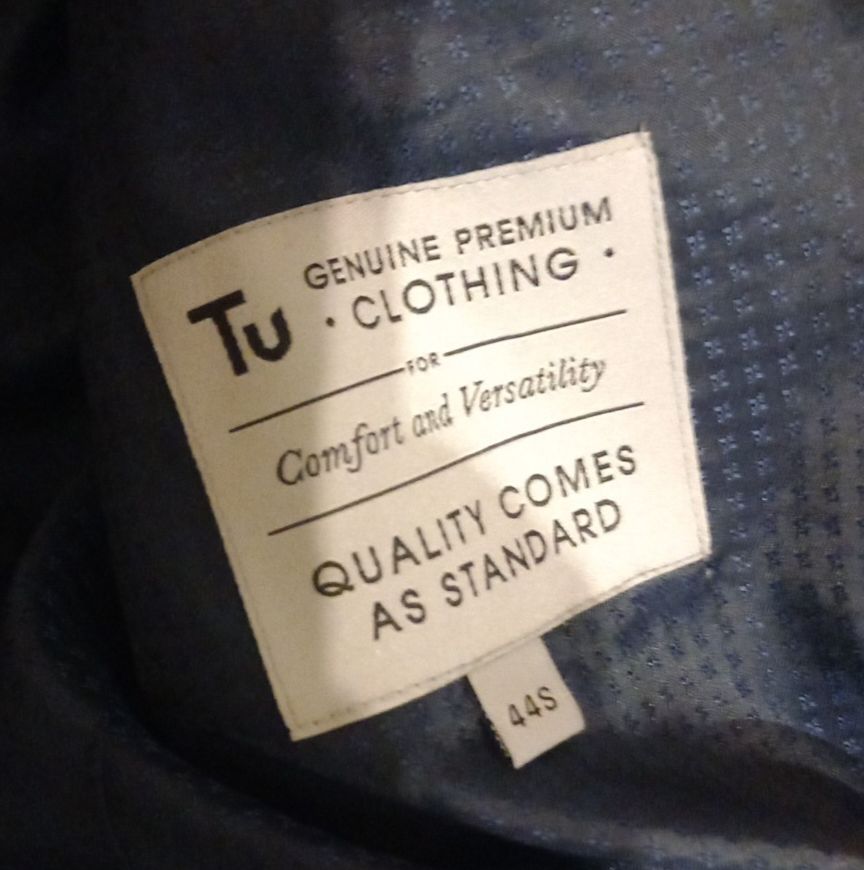 Tu
GENUINE PREMIUM
· CLOTHING ·
FOR
Comfort and Versatility
QUALITY COMES
AS STANDARD
44S